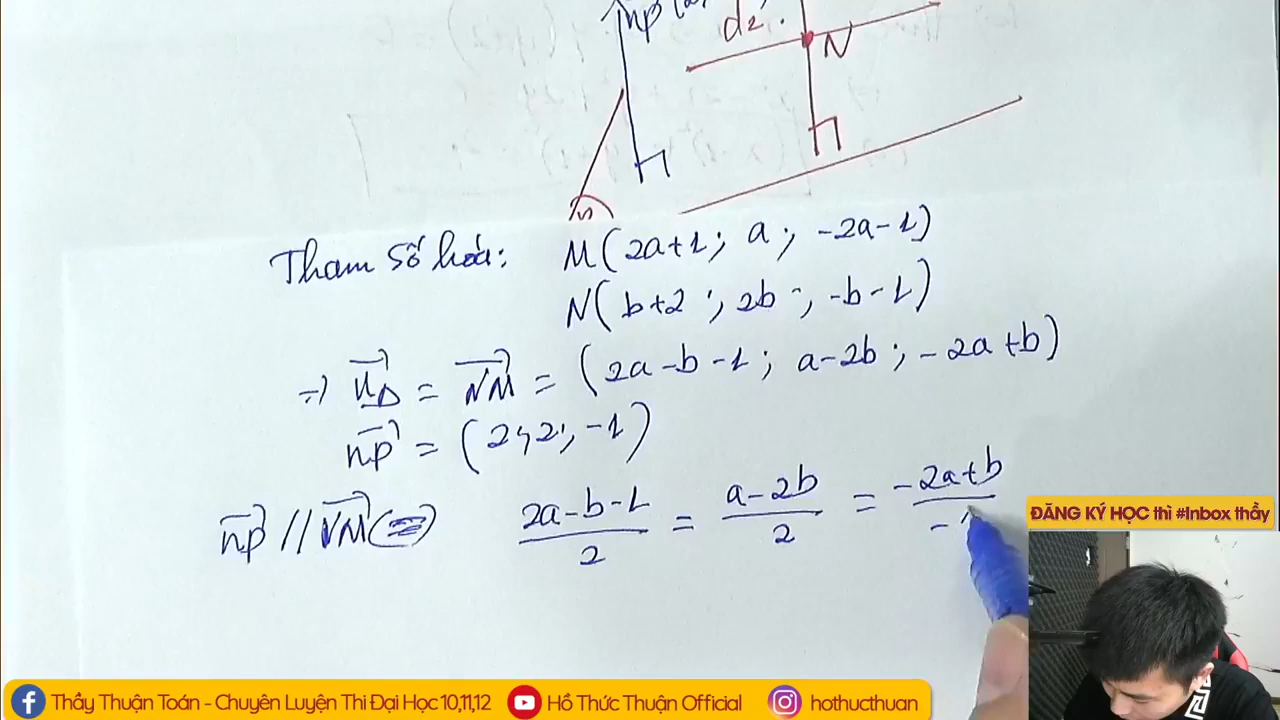 d2
N
Tham số hóa: M(2a+1; a; -2a-1)
N(b+2; 2b; -b-1)
=) u_Δ = NM = (2a-b-1; a-2b; -2a+b)
np = (2; 2; -1)
np // NM (=) (2a-b-1)/2 = (a-2b)/2 = (-2a+b)/-1
ĐĂNG KÝ HỌC thì #Inbox thầy
Thầy Thuận Toán - Chuyên Luyện Thi Đại Học 10,11,12
Hồ Thức Thuận Official
hothucthuan